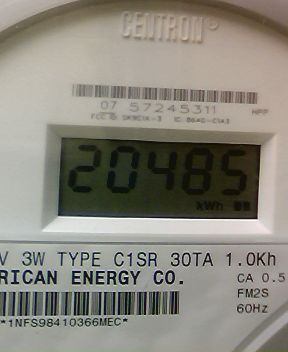 CENTRON®
07 57245311
HPP
20485
kWh
V 3W TYPE C1SR 30TA 1.0Kh
RICAN ENERGY CO.
CA 0.5
FM2S
60Hz
*1NFS98410366MEC*